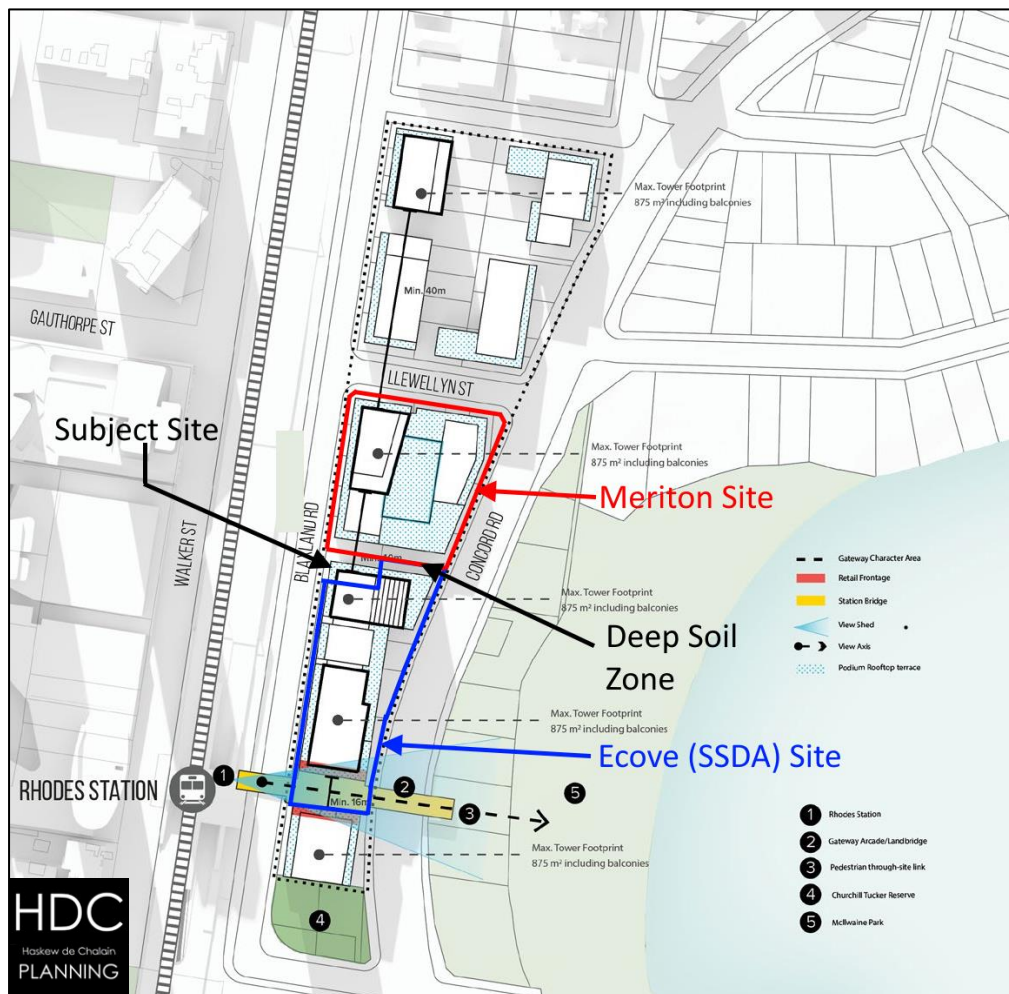 Max. Tower Footprint
875 m² including balconies
GAUTHORPE ST
Min. 40m
LLEWELLYN ST
Subject Site
Max. Tower Footprint
875 m² including balconies
Meriton Site
BLAXLAND RD
CONCORD RD
WALKER ST
Max. Tower Footprint
875 m² including balconies
Deep Soil
Zone
Max. Tower Footprint
875 m² including balconies
Ecove (SSDA) Site
RHODES STATION
1
2
3
5
Min. 16m
Max. Tower Footprint
875 m² including balconies
4
Gateway Character Area
Retail Frontage
Station Bridge
View Shed
View Axis
Podium Rooftop terrace
1 Rhodes Station
2 Gateway Arcade/Landbridge
3 Pedestrian through-site link
4 Churchill Tucker Reserve
5 McIlwaine Park
HDC
Haskew de Chalain
PLANNING